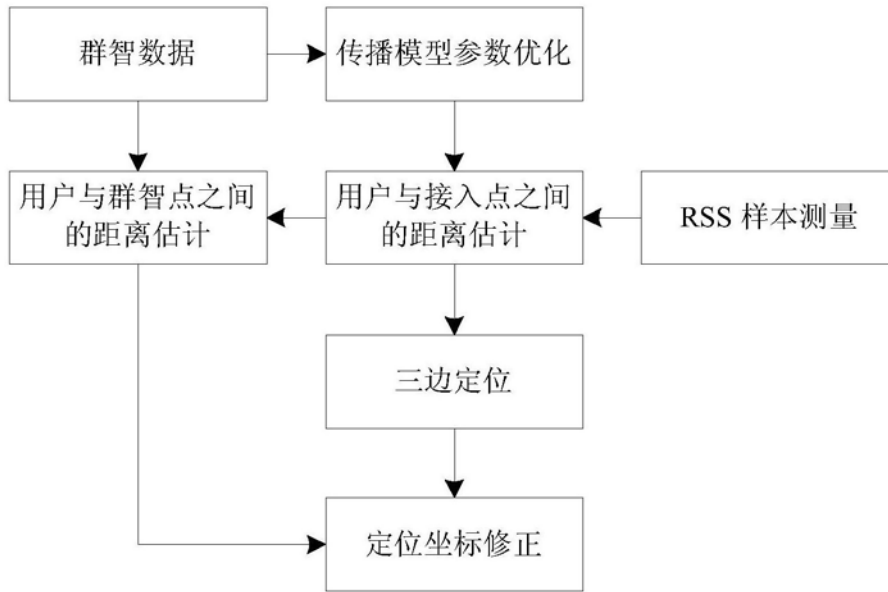 群智数据
传播模型参数优化
用户与群智点之间
的距离估计
用户与接入点之间
的距离估计
RSS 样本测量
三边定位
定位坐标修正